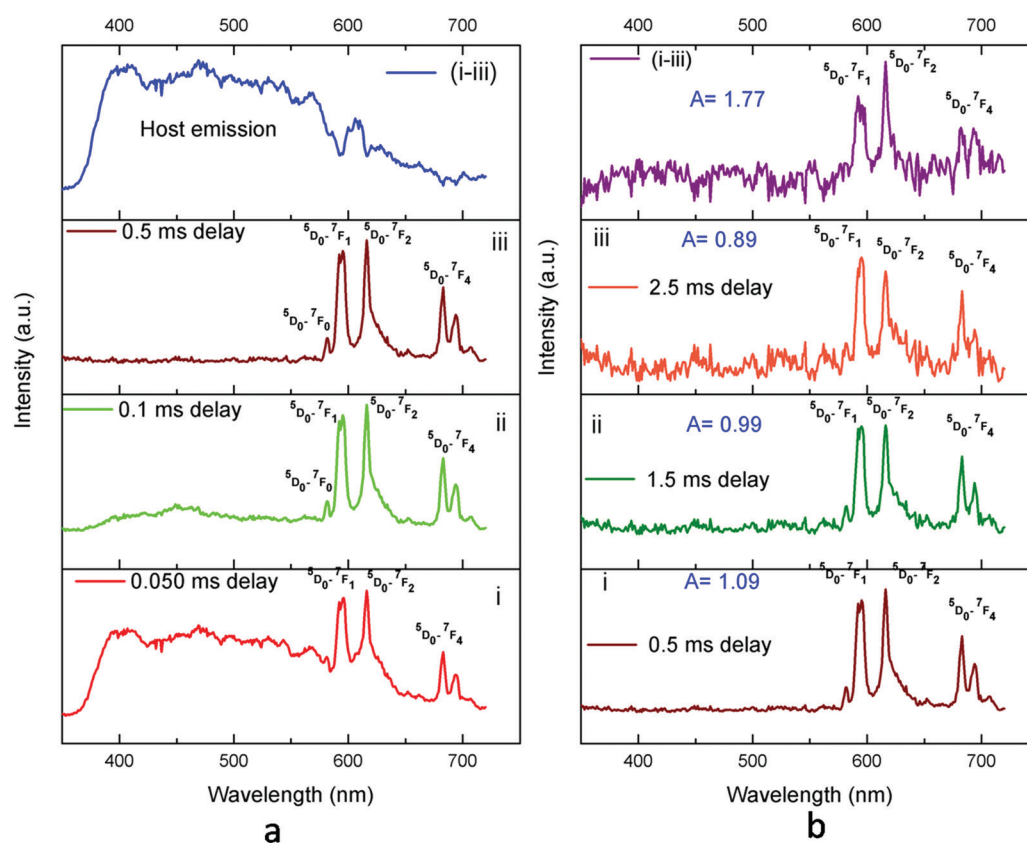 400 500 600 700
(i-iii)
Host emission
0.5 ms delay
iii
⁵D₀-⁷F₀
⁵D₀-⁷F₁
⁵D₀-⁷F₂
⁵D₀-⁷F₄
0.1 ms delay
ii
⁵D₀-⁷F₀
⁵D₀-⁷F₁
⁵D₀-⁷F₂
⁵D₀-⁷F₄
0.050 ms delay
i
⁵D₀-⁷F₁
⁵D₀-⁷F₂
⁵D₀-⁷F₄
Intensity (a.u.)
400 500 600 700
Wavelength (nm)
a
400 500 600 700
(i-iii)
A= 1.77
⁵D₀-⁷F₁
⁵D₀-⁷F₂
⁵D₀-⁷F₄
iii
A= 0.89
2.5 ms delay
⁵D₀-⁷F₁
⁵D₀-⁷F₂
⁵D₀-⁷F₄
ii
A= 0.99
1.5 ms delay
⁵D₀-⁷F₁
⁵D₀-⁷F₂
⁵D₀-⁷F₄
i
A= 1.09
0.5 ms delay
⁵D₀-⁷F₁
⁵D₀-⁷F₂
⁵D₀-⁷F₄
Intensity (a.u.)
400 500 600 700
Wavelength (nm)
b